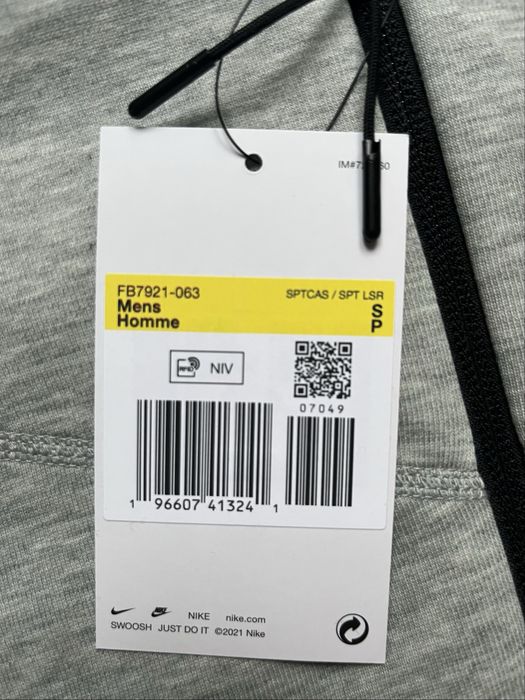 FB7921-063
SPTCAS / SPT LSR
Mens
S
Homme
P
RFID
NIV
07049
1 96607 41324 1
NIKE nike.com
SWOOSH JUST DO IT ©2021 Nike